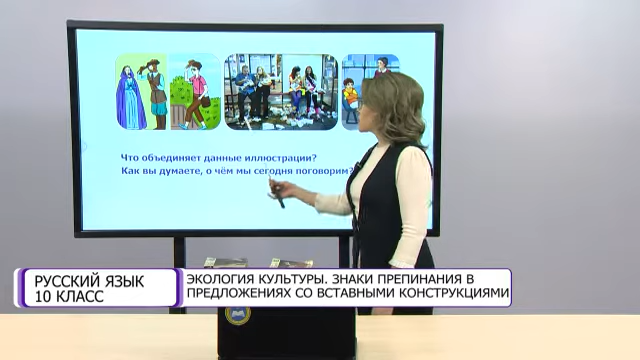 Что объединяет данные иллюстрации?
Как вы думаете, о чём мы сегодня поговорим?
РУССКИЙ ЯЗЫК
10 КЛАСС
ЭКОЛОГИЯ КУЛЬТУРЫ. ЗНАКИ ПРЕПИНАНИЯ В
ПРЕДЛОЖЕНИЯХ СО ВСТАВНЫМИ КОНСТРУКЦИЯМИ